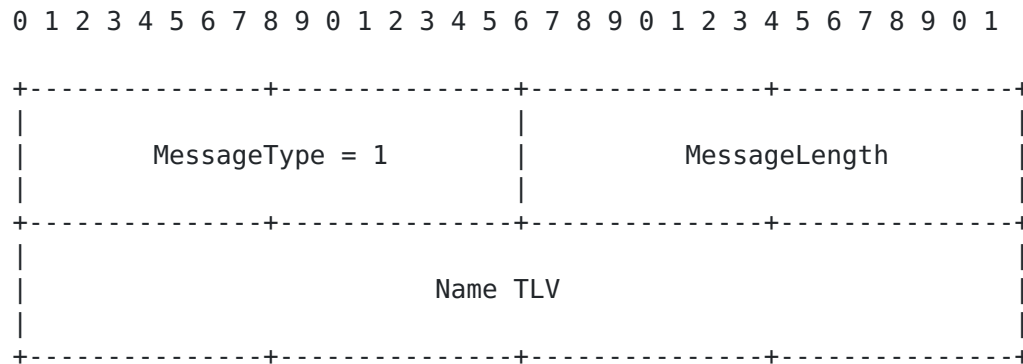 0 1 2 3 4 5 6 7 8 9 0 1 2 3 4 5 6 7 8 9 0 1 2 3 4 5 6 7 8 9 0 1
MessageType = 1 MessageLength
Name TLV